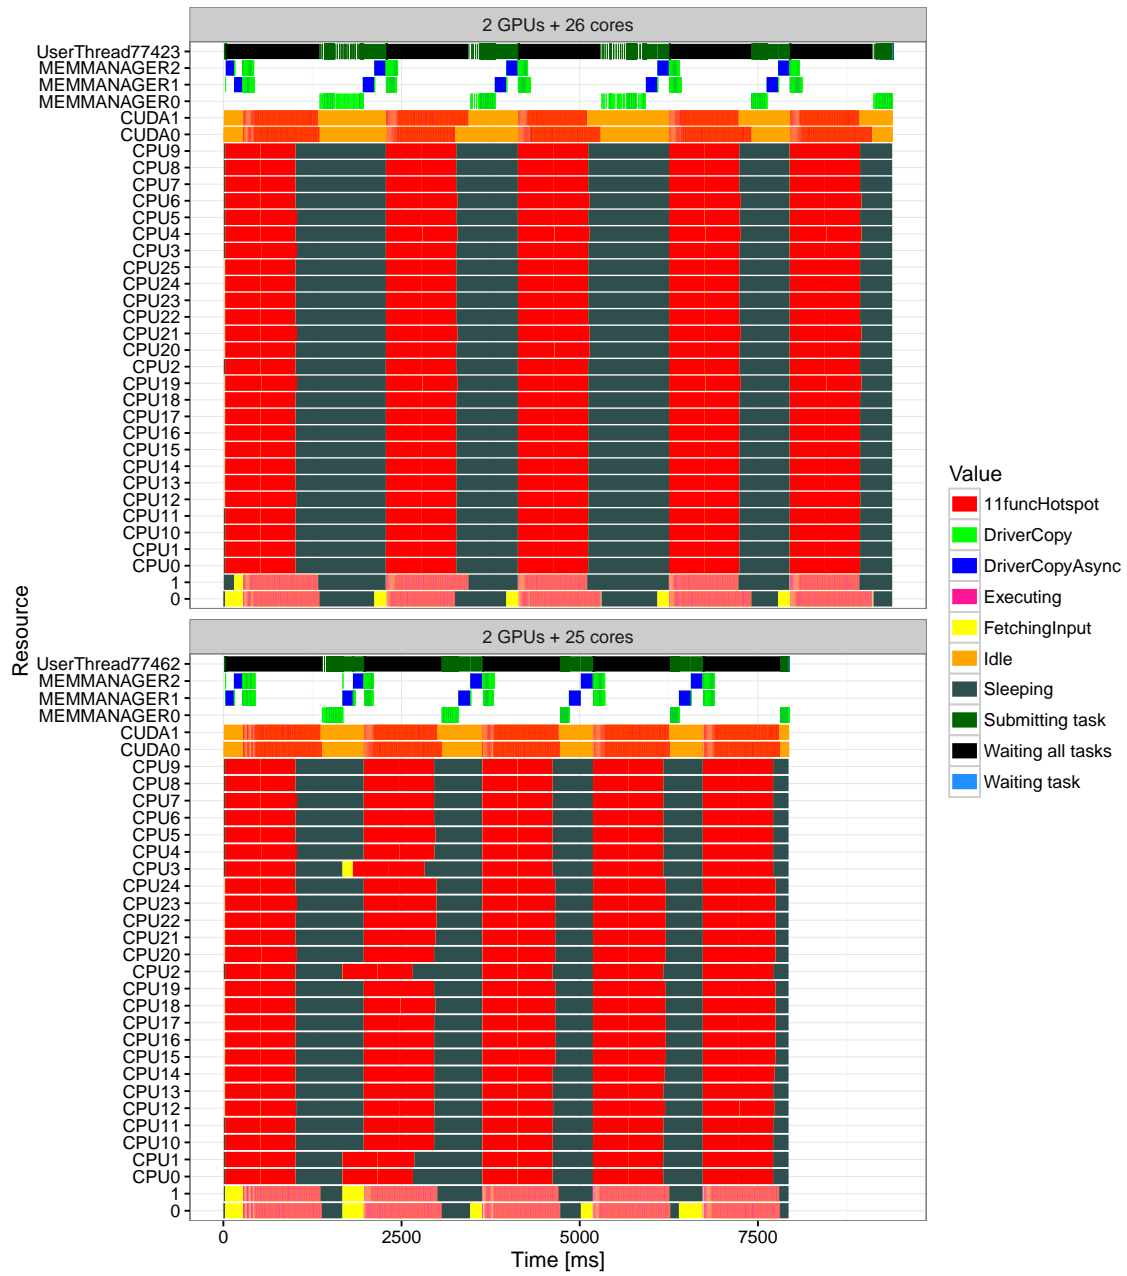 2 GPUs + 26 cores
UserThread77423
MEMMANAGER2
MEMMANAGER1
MEMMANAGER0
CUDA1
CUDA0
CPU9
CPU8
CPU7
CPU6
CPU5
CPU4
CPU3
CPU25
CPU24
CPU23
CPU22
CPU21
CPU20
CPU2
CPU19
CPU18
CPU17
CPU16
CPU15
CPU14
CPU13
CPU12
CPU11
CPU10
CPU1
CPU0
1
0
2 GPUs + 25 cores
UserThread77462
MEMMANAGER2
MEMMANAGER1
MEMMANAGER0
CUDA1
CUDA0
CPU9
CPU8
CPU7
CPU6
CPU5
CPU4
CPU3
CPU24
CPU23
CPU22
CPU21
CPU20
CPU2
CPU19
CPU18
CPU17
CPU16
CPU15
CPU14
CPU13
CPU12
CPU11
CPU10
CPU1
CPU0
1
0
0 2500 5000 7500
Time [ms]
Resource
Value
11funcHotspot
DriverCopy
DriverCopyAsync
Executing
FetchingInput
Idle
Sleeping
Submitting task
Waiting all tasks
Waiting task